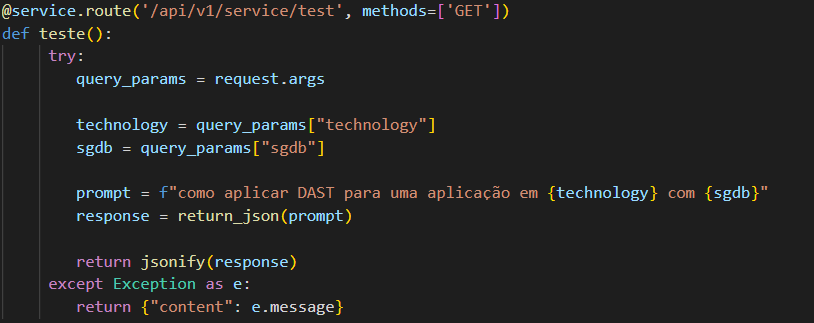 @service.route('/api/v1/service/test', methods=['GET'])
def teste():
try:
query_params = request.args
technology = query_params["technology"]
sgdb = query_params["sgdb"]
prompt = f"como aplicar DAST para uma aplicação em {technology} com {sgdb}"
response = return_json(prompt)
return jsonify(response)
except Exception as e:
return {"content": e.message}